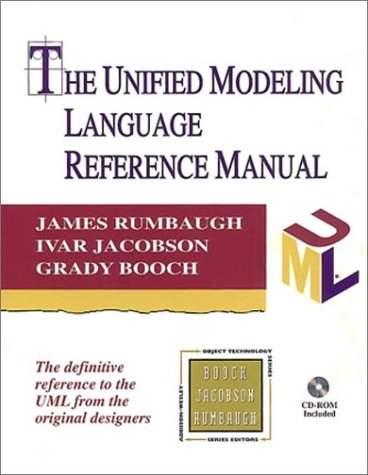 THE UNIFIED MODELING
LANGUAGE
REFERENCE MANUAL
JAMES RUMBAUGH
IVAR JACOBSON
GRADY BOOCH
UML
The definitive
reference to the
UML from the
original designers
OBJECT TECHNOLOGY
SERIES
ADDISON-WESLEY
BOOCH
JACOBSON
RUMBAUGH
SERIES EDITORS
CD-ROM
Included